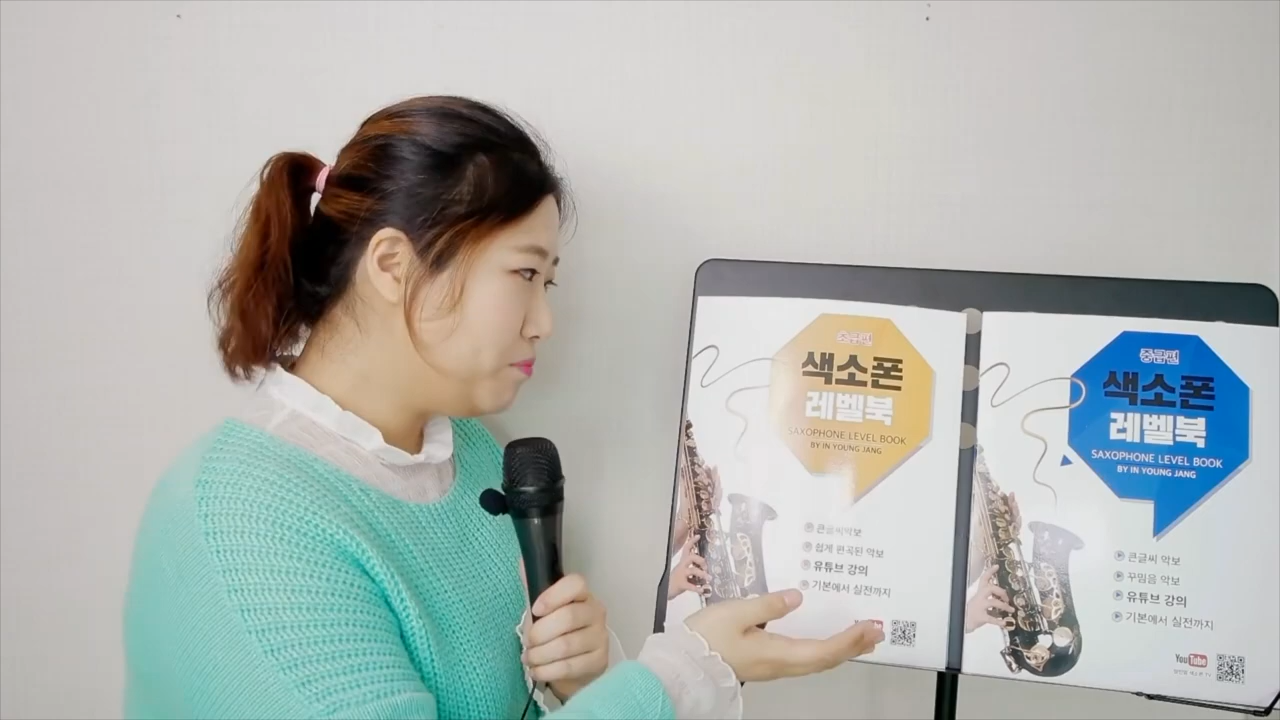 초급편
색소폰
레벨북
SAXOPHONE LEVEL BOOK
BY IN YOUNG JANG
큰글씨악보
쉽게 편곡된 악보
유튜브 강의
기본에서 실전까지
중급편
색소폰
레벨북
SAXOPHONE LEVEL BOOK
BY IN YOUNG JANG
큰글씨 악보
꾸밈음 악보
유튜브 강의
기본에서 실전까지
YouTube